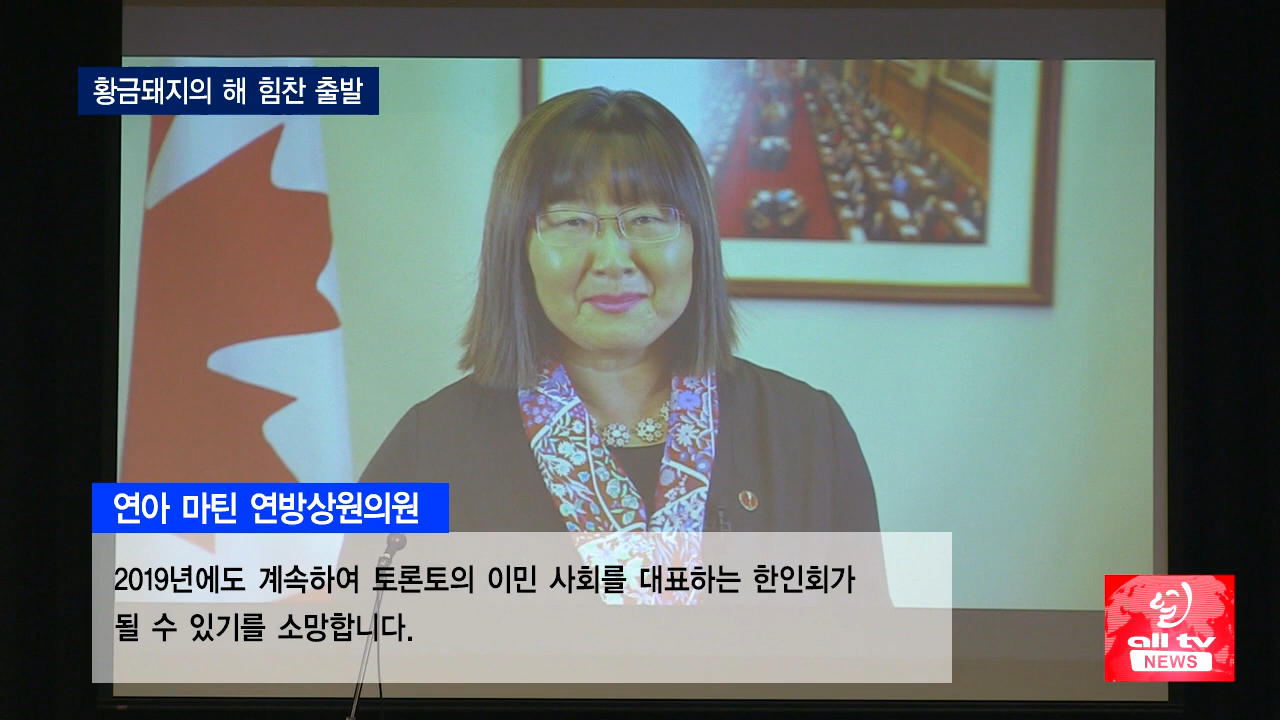 황금돼지의 해 힘찬 출발
연아 마틴 연방상원의원
2019년에도 계속하여 토론토의 이민 사회를 대표하는 한인회가
될 수 있기를 소망합니다.
all tv
NEWS